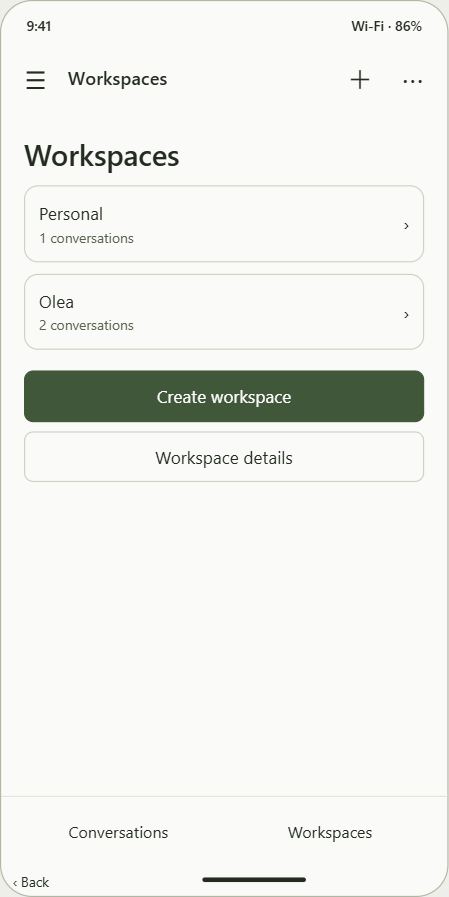 9:41
Wi-Fi · 86%
Workspaces
Workspaces
Personal
1 conversations
›
Olea
2 conversations
›
Create workspace
Workspace details
Conversations
Workspaces
‹ Back